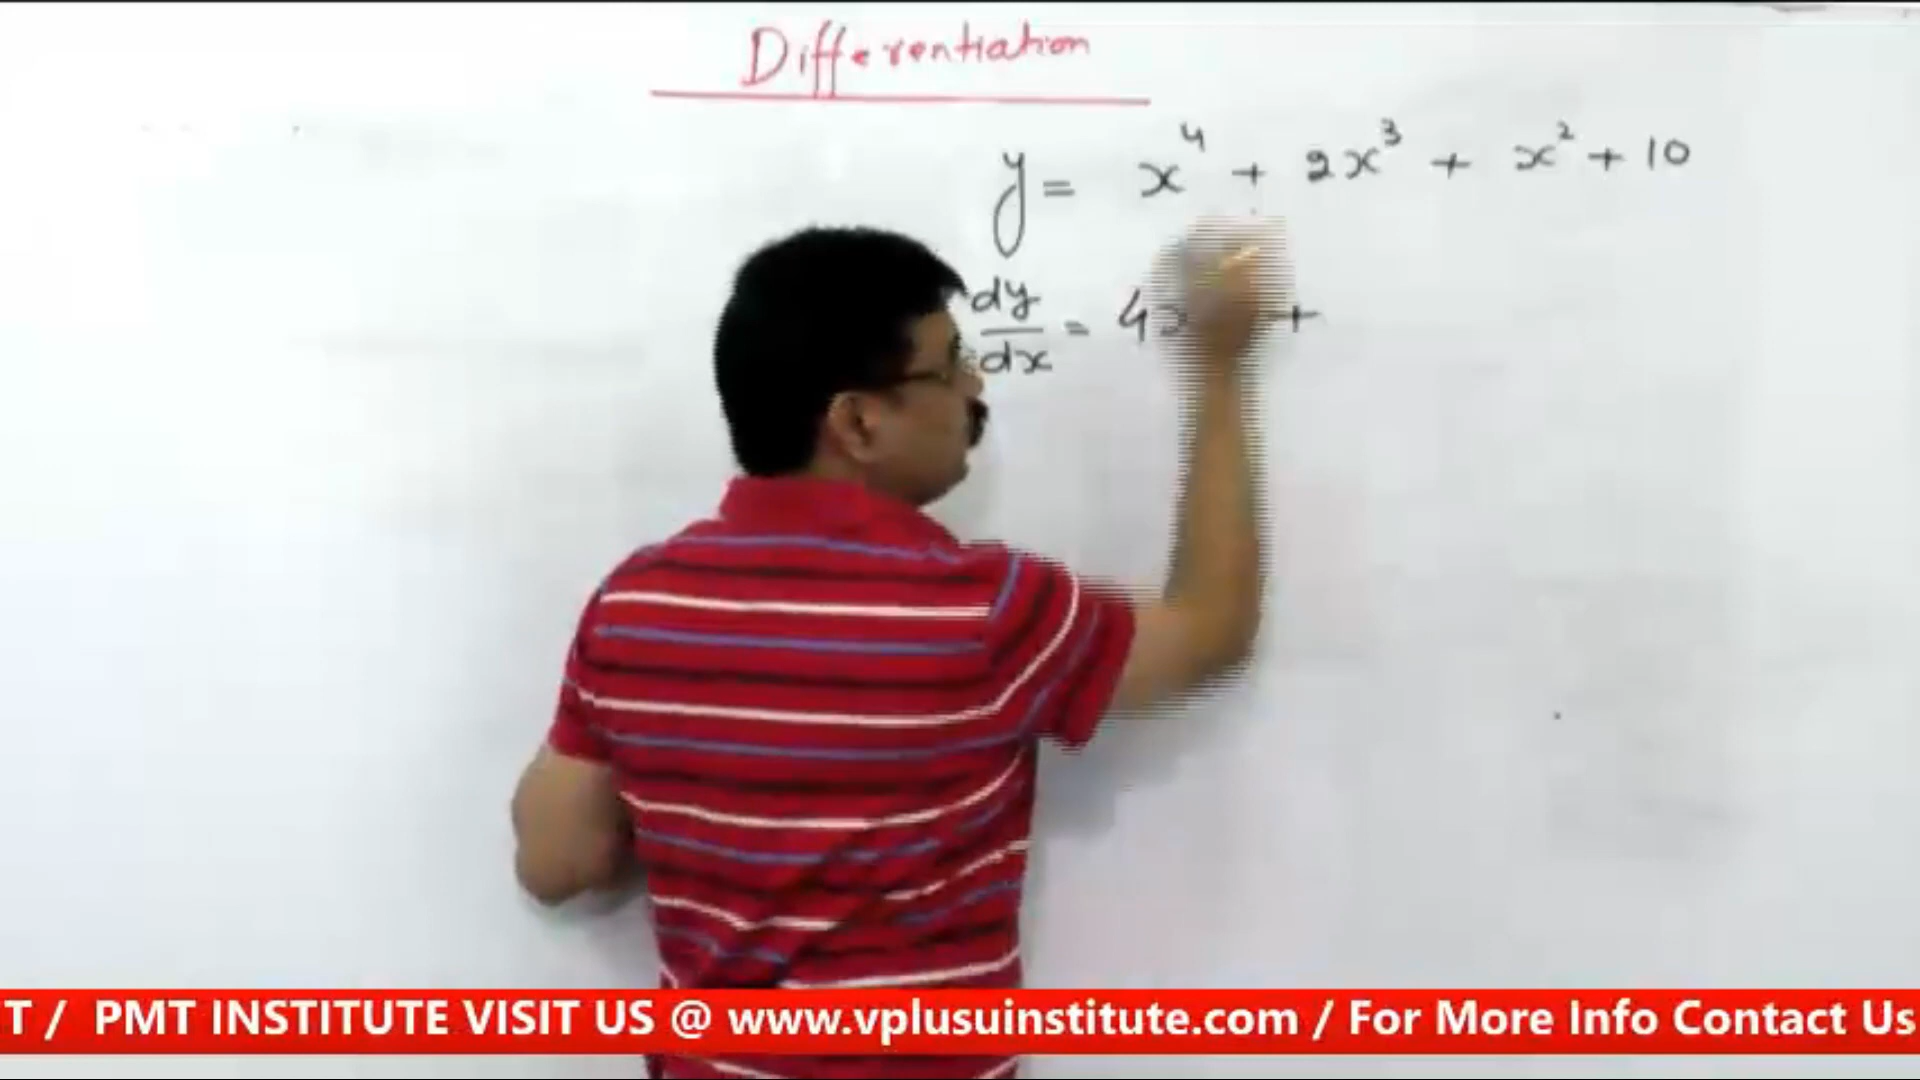 Differentiation
y = x⁴ + 2x³ + x² + 10
dy/dx = 4x +
T / PMT INSTITUTE VISIT US @ www.vplusuinstitute.com / For More Info Contact Us